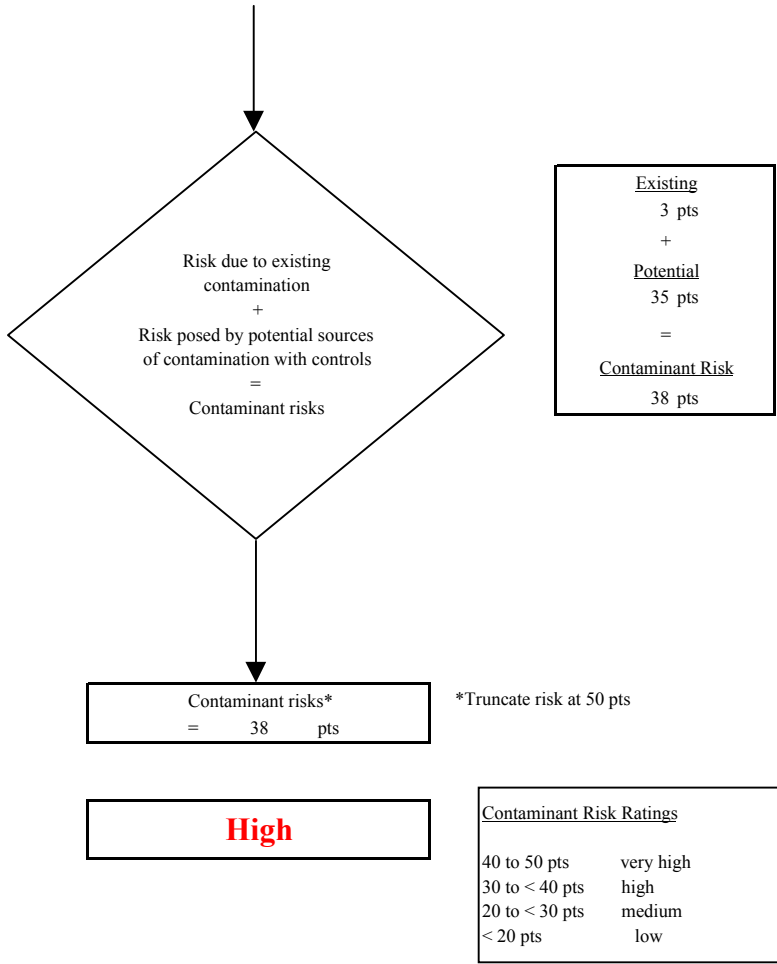 Risk due to existing
contamination
+
Risk posed by potential sources
of contamination with controls
=
Contaminant risks
Existing
3 pts
+
Potential
35 pts
=
Contaminant Risk
38 pts
Contaminant risks*
= 38 pts
*Truncate risk at 50 pts
High
Contaminant Risk Ratings
40 to 50 pts very high
30 to < 40 pts high
20 to < 30 pts medium
< 20 pts low